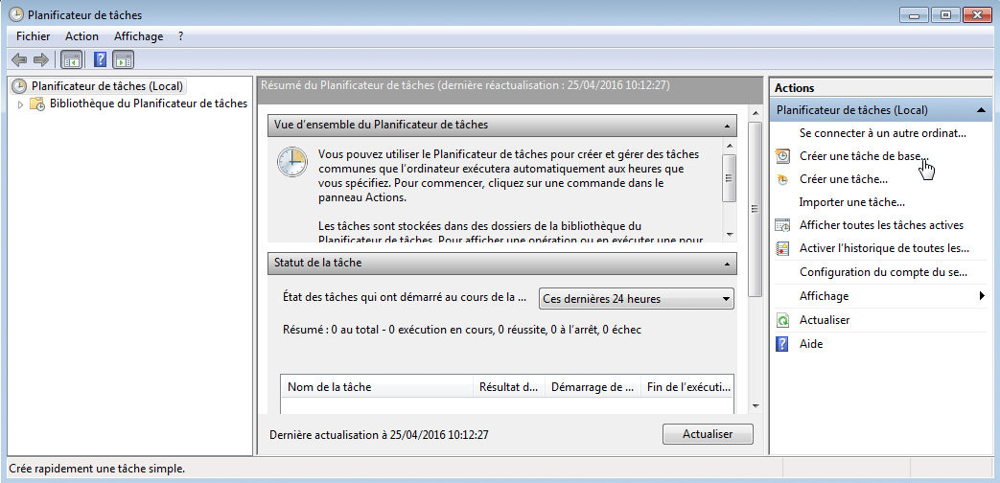 Planificateur de tâches
Fichier Action Affichage ?
Planificateur de tâches (Local)
Bibliothèque du Planificateur de tâches
Résumé du Planificateur de tâches (dernière réactualisation : 25/04/2016 10:12:27)
Vue d'ensemble du Planificateur de tâches
Vous pouvez utiliser le Planificateur de tâches pour créer et gérer des tâches
communes que l'ordinateur exécutera automatiquement aux heures que
vous spécifiez. Pour commencer, cliquez sur une commande dans le
panneau Actions.
Les tâches sont stockées dans des dossiers de la bibliothèque du
Planificateur de tâches. Pour afficher une opération ou en exécuter une pour
Statut de la tâche
État des tâches qui ont démarré au cours de la ... Ces dernières 24 heures
Résumé : 0 au total - 0 exécution en cours, 0 réussite, 0 à l'arrêt, 0 échec
Nom de la tâche Résultat d... Démarrage de ... Fin de l'exécuti...
Dernière actualisation à 25/04/2016 10:12:27 Actualiser
Actions
Planificateur de tâches (Local)
Se connecter à un autre ordinat...
Créer une tâche de base...
Créer une tâche...
Importer une tâche...
Afficher toutes les tâches actives
Activer l'historique de toutes les...
Configuration du compte du se...
Affichage
Actualiser
Aide
Crée rapidement une tâche simple.